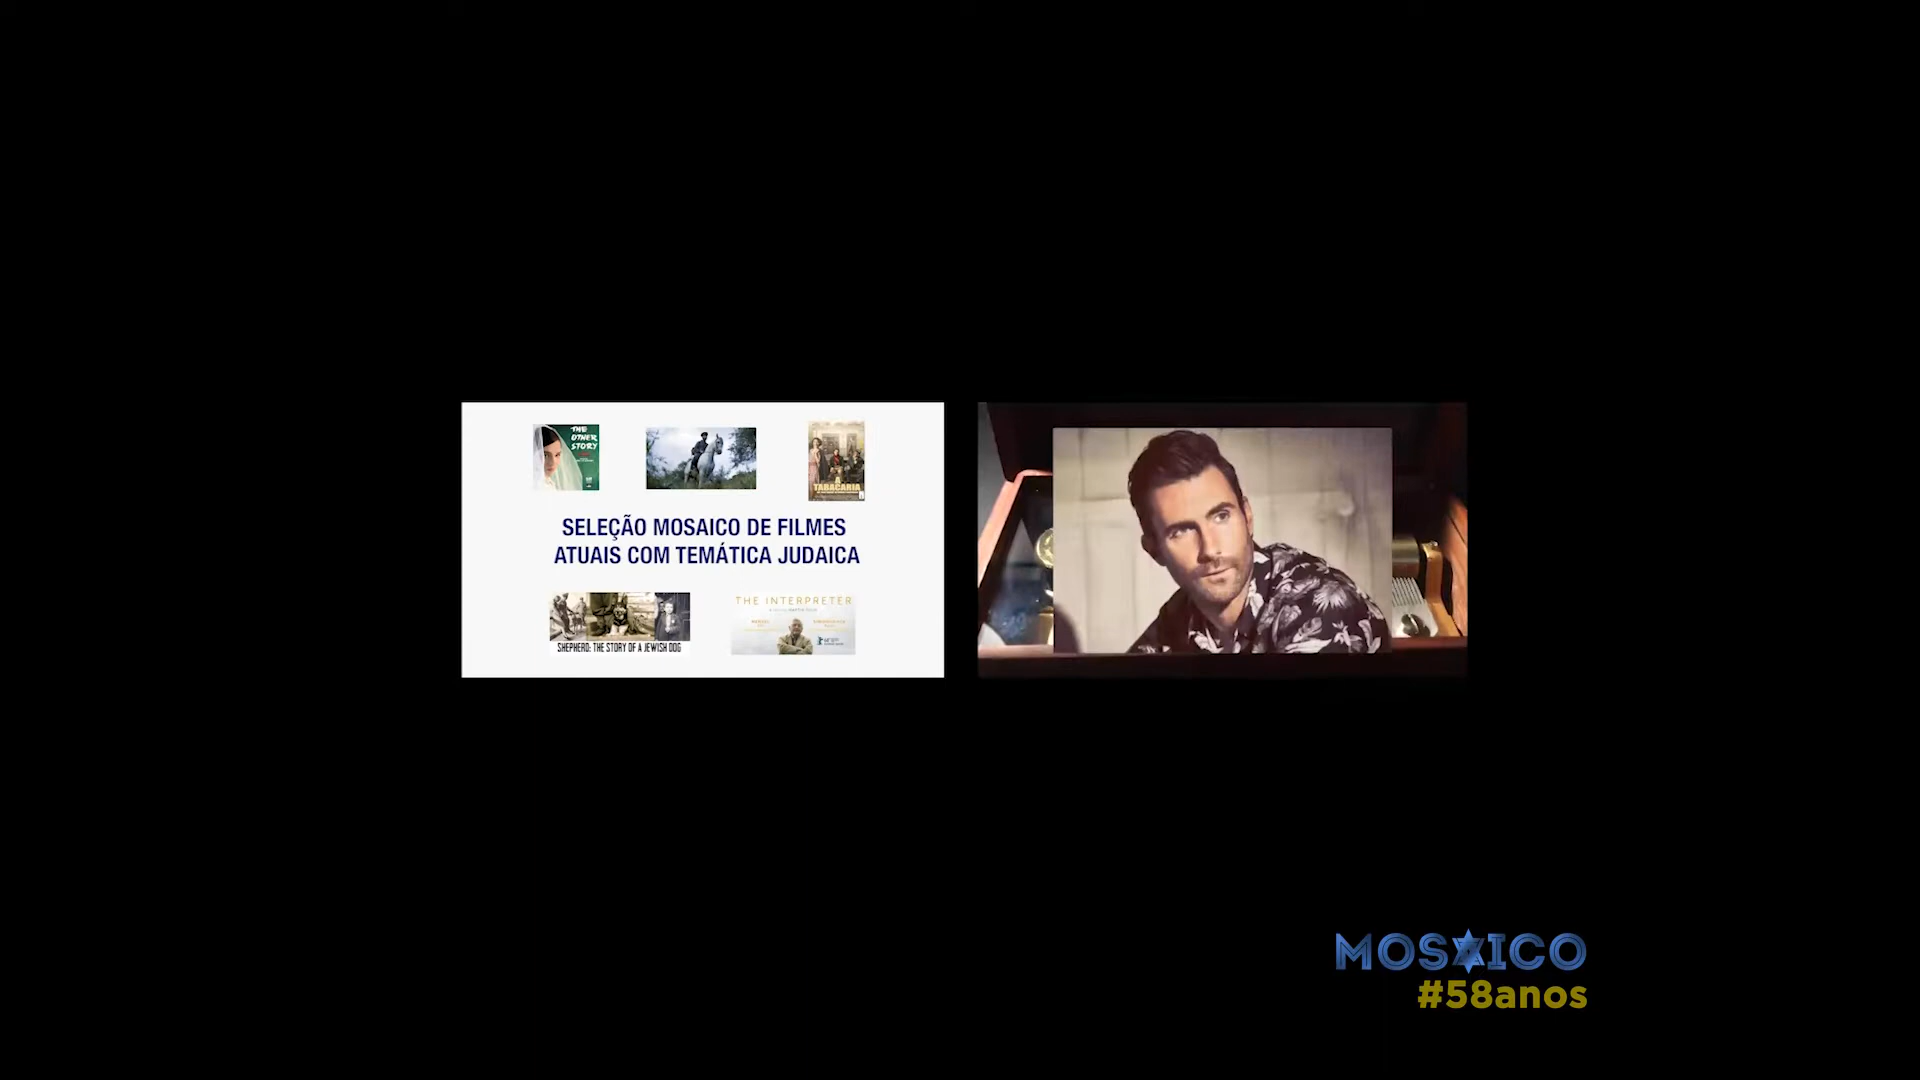 THE
OTHER
STORY
A
TABACARIA
SELEÇÃO MOSAICO DE FILMES
ATUAIS COM TEMÁTICA JUDAICA
SHEPHERD: THE STORY OF A JEWISH DOG
THE INTERPRETER
MOSAICO
#58anos